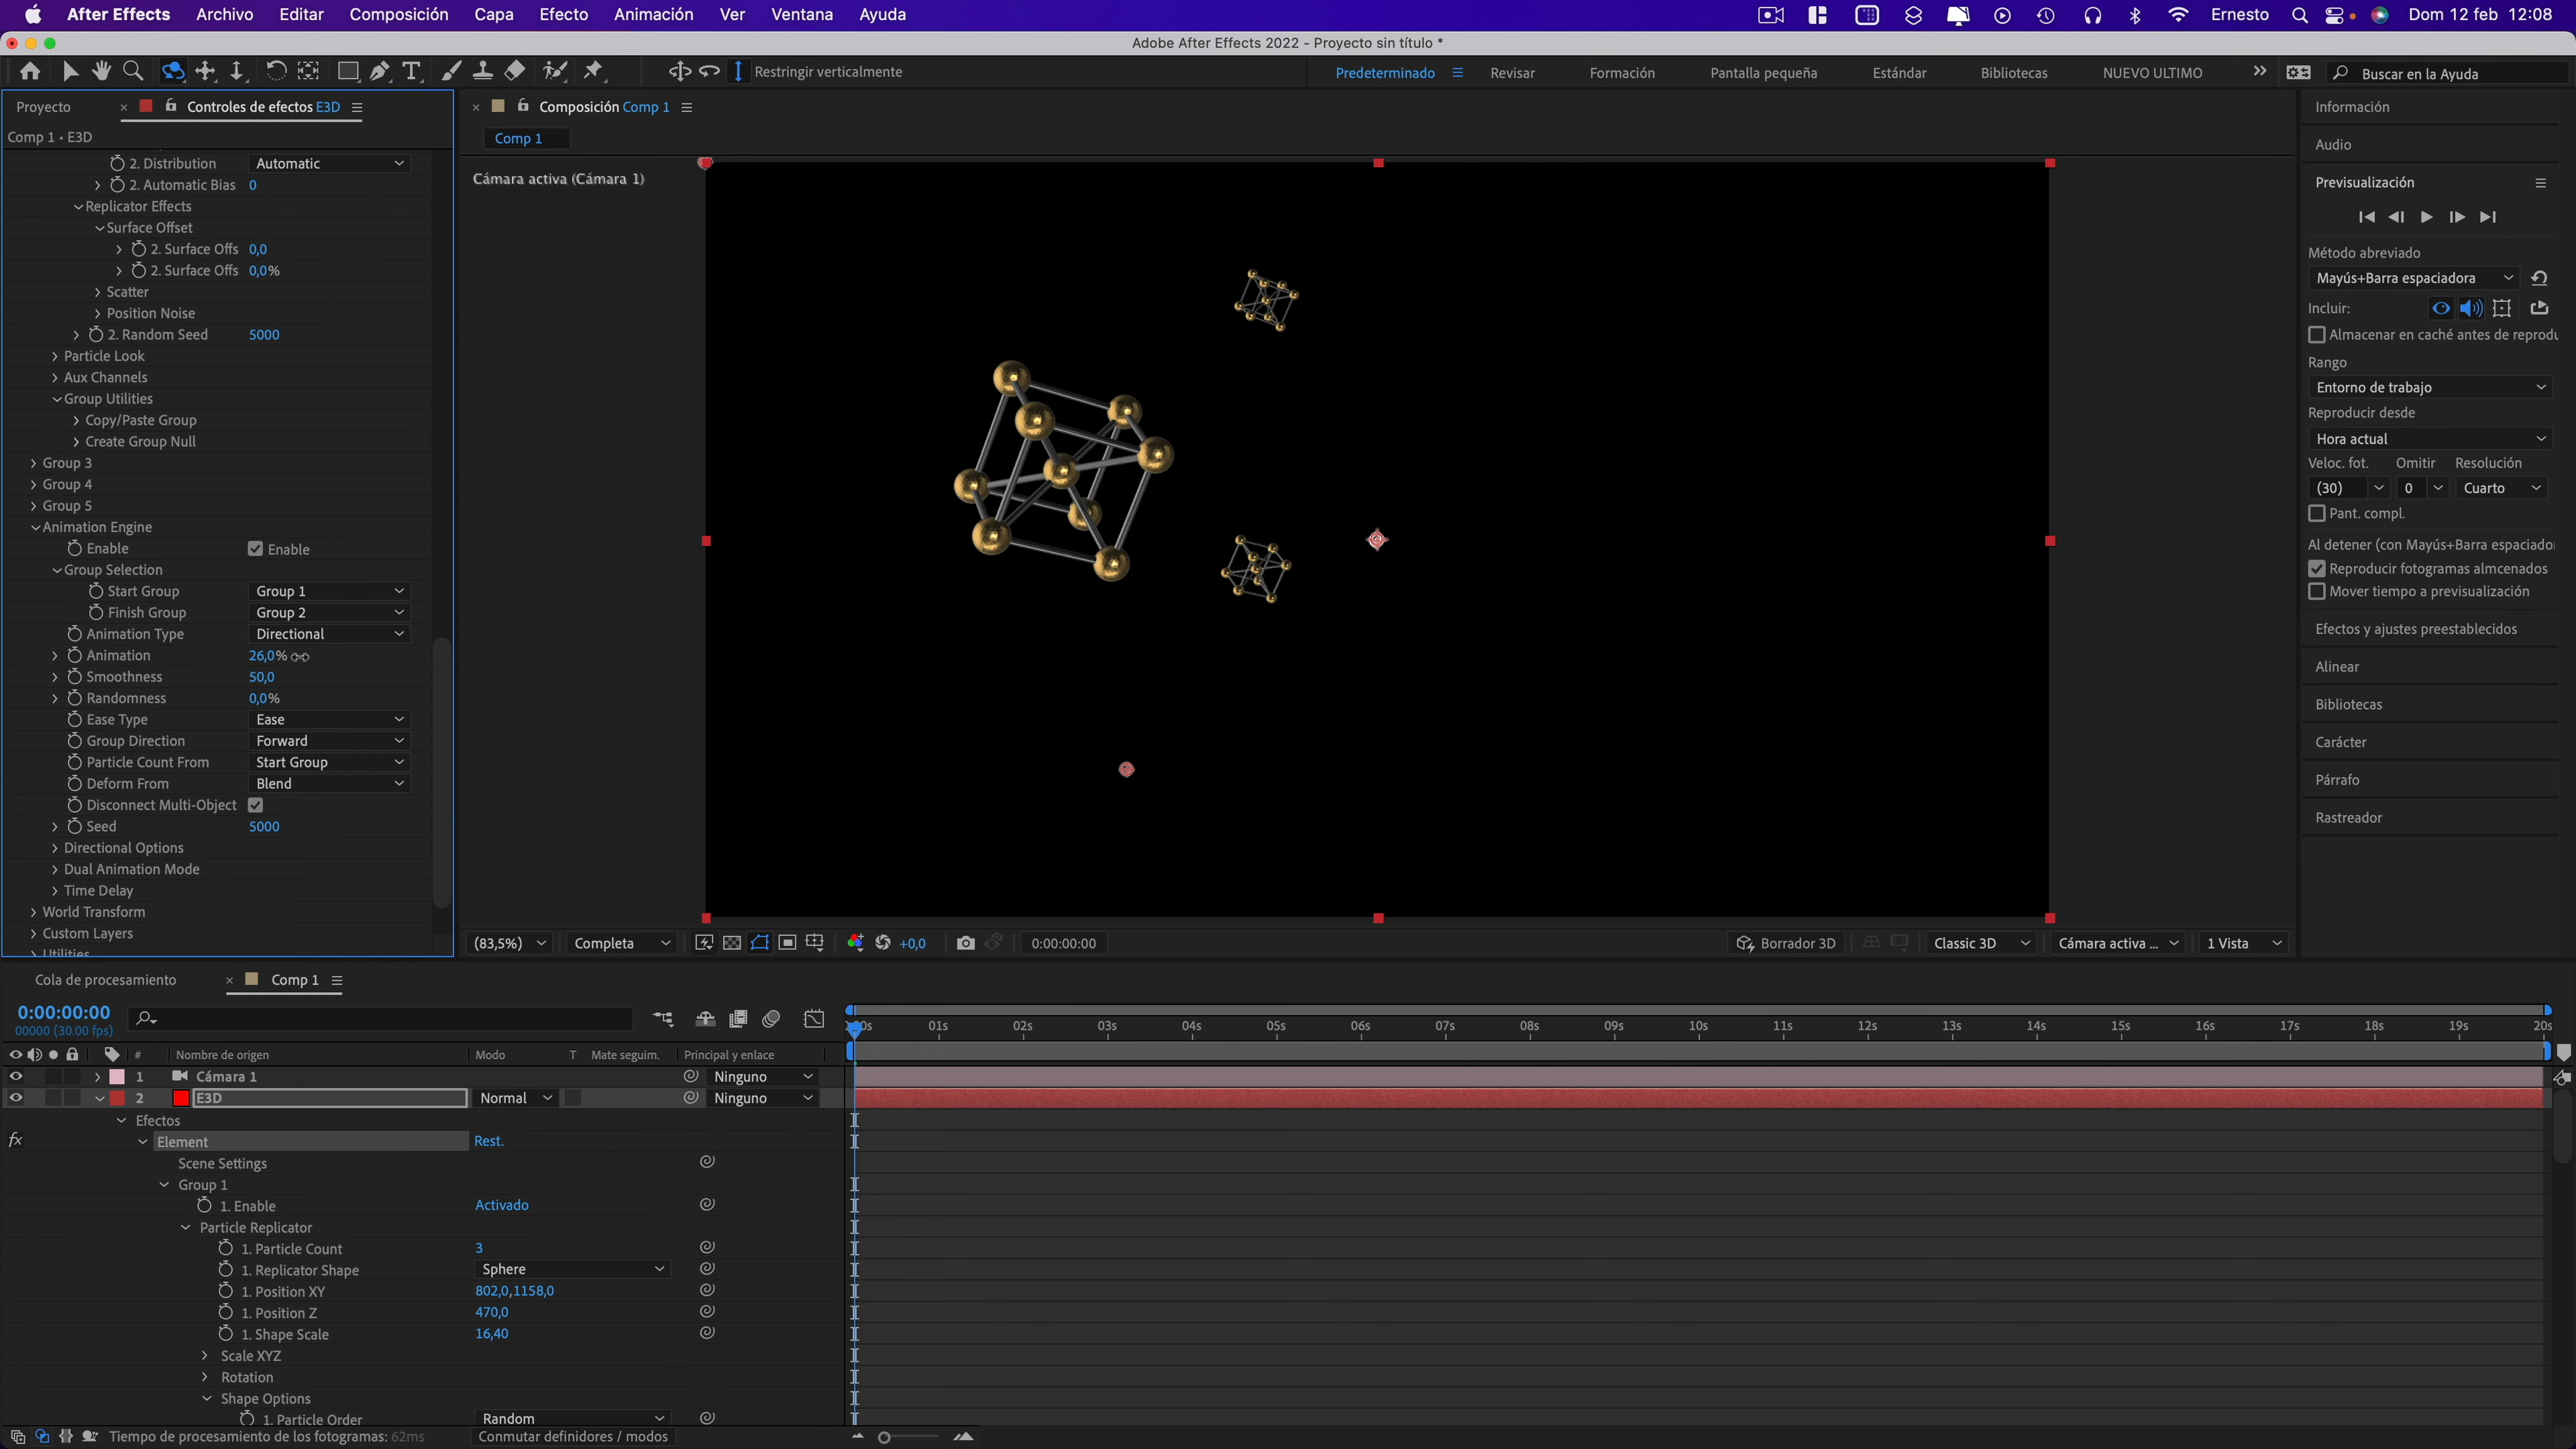 After Effects Archivo Editar Composición Capa Efecto Animación Ver Ventana Ayuda Ernesto Dom 12 feb 12:08
Adobe After Effects 2022 - Proyecto sin título *
Restringir verticalmente Predeterminado Revisar Formación Pantalla pequeña Estándar Bibliotecas NUEVO ULTIMO Buscar en la Ayuda
Proyecto Controles de efectos E3D
Comp 1 • E3D
2. Distribution Automatic
2. Automatic Bias 0
Replicator Effects
Surface Offset
2. Surface Offs 0,0
2. Surface Offs 0,0%
Scatter
Position Noise
2. Random Seed 5000
Particle Look
Aux Channels
Group Utilities
Copy/Paste Group
Create Group Null
Group 3
Group 4
Group 5
Animation Engine
Enable Enable
Group Selection
Start Group Group 1
Finish Group Group 2
Animation Type Directional
Animation 26,0%
Smoothness 50,0
Randomness 0,0%
Ease Type Ease
Group Direction Forward
Particle Count From Start Group
Deform From Blend
Disconnect Multi-Object
Seed 5000
Directional Options
Dual Animation Mode
Time Delay
World Transform
Custom Layers
Utilities
Composición Comp 1
Comp 1
Cámara activa (Cámara 1)
(83,5%) Completa +0,0 0:00:00:00 Borrador 3D Classic 3D Cámara activa ... 1 Vista
Información
Audio
Previsualización
Método abreviado
Mayús+Barra espaciadora
Incluir:
Almacenar en caché antes de reprodu
Rango
Entorno de trabajo
Reproducir desde
Hora actual
Veloc. fot. Omitir Resolución
(30) 0 Cuarto
Pant. compl.
Al detener (con Mayús+Barra espaciado
Reproducir fotogramas almcenados
Mover tiempo a previsualización
Efectos y ajustes preestablecidos
Alinear
Bibliotecas
Carácter
Párrafo
Rastreador
Cola de procesamiento Comp 1
0:00:00:00
00000 (30.00 fps)
0s 01s 02s 03s 04s 05s 06s 07s 08s 09s 10s 11s 12s 13s 14s 15s 16s 17s 18s 19s 20s
# Nombre de origen Modo T Mate seguim. Principal y enlace
1 Cámara 1 Ninguno
2 E3D Normal Ninguno
Efectos
fx Element Rest.
Scene Settings
Group 1
1. Enable Activado
Particle Replicator
1. Particle Count 3
1. Replicator Shape Sphere
1. Position XY 802,0,1158,0
1. Position Z 470,0
1. Shape Scale 16,40
Scale XYZ
Rotation
Shape Options
1. Particle Order Random
Tiempo de procesamiento de los fotogramas: 62ms Conmutar definidores / modos